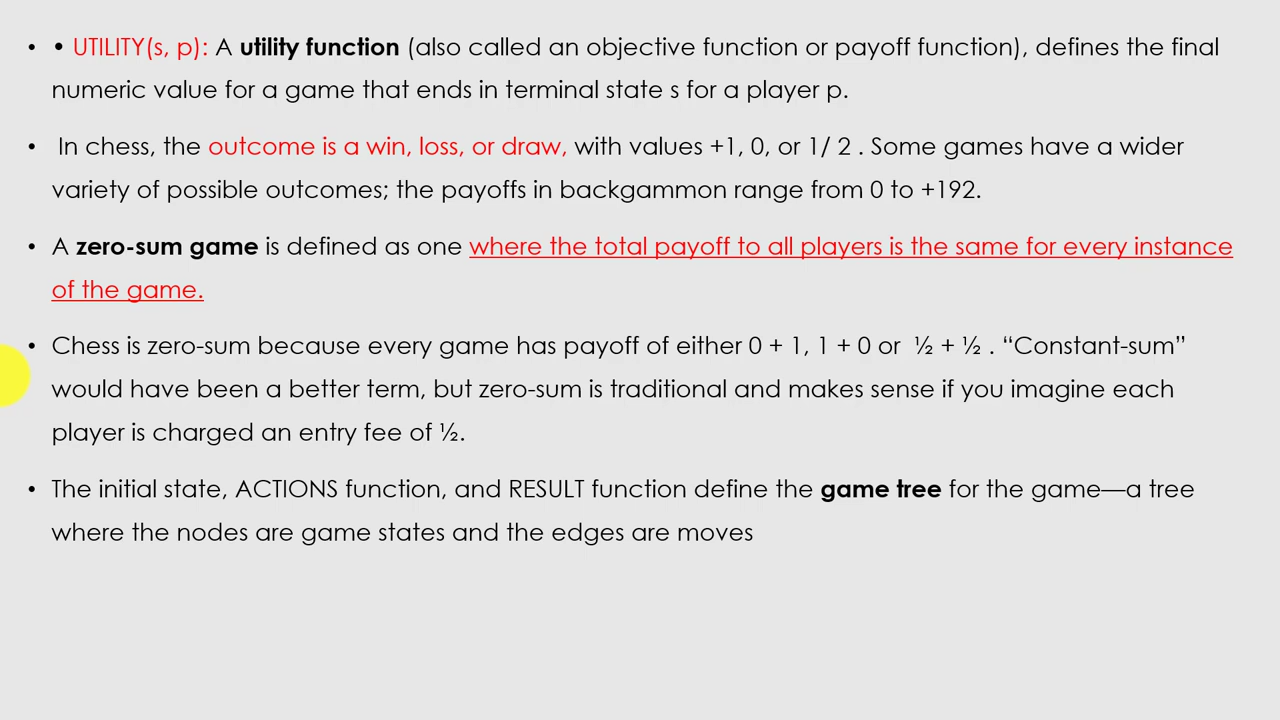 • • UTILITY(s, p): A utility function (also called an objective function or payoff function), defines the final
numeric value for a game that ends in terminal state s for a player p.
• In chess, the outcome is a win, loss, or draw, with values +1, 0, or 1/ 2 . Some games have a wider
variety of possible outcomes; the payoffs in backgammon range from 0 to +192.
• A zero-sum game is defined as one where the total payoff to all players is the same for every instance
of the game.
• Chess is zero-sum because every game has payoff of either 0 + 1, 1 + 0 or ½ + ½ . “Constant-sum”
would have been a better term, but zero-sum is traditional and makes sense if you imagine each
player is charged an entry fee of ½.
• The initial state, ACTIONS function, and RESULT function define the game tree for the game—a tree
where the nodes are game states and the edges are moves